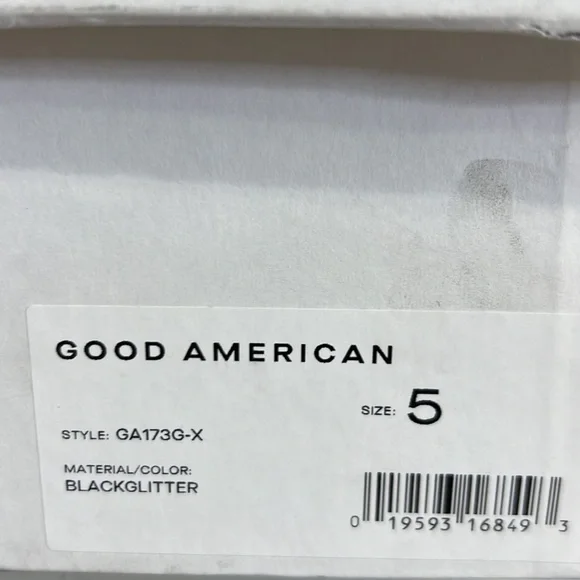 GOOD AMERICAN
SIZE: 5
STYLE: GA173G-X
MATERIAL/COLOR:
BLACKGLITTER
0 19593 16849 3